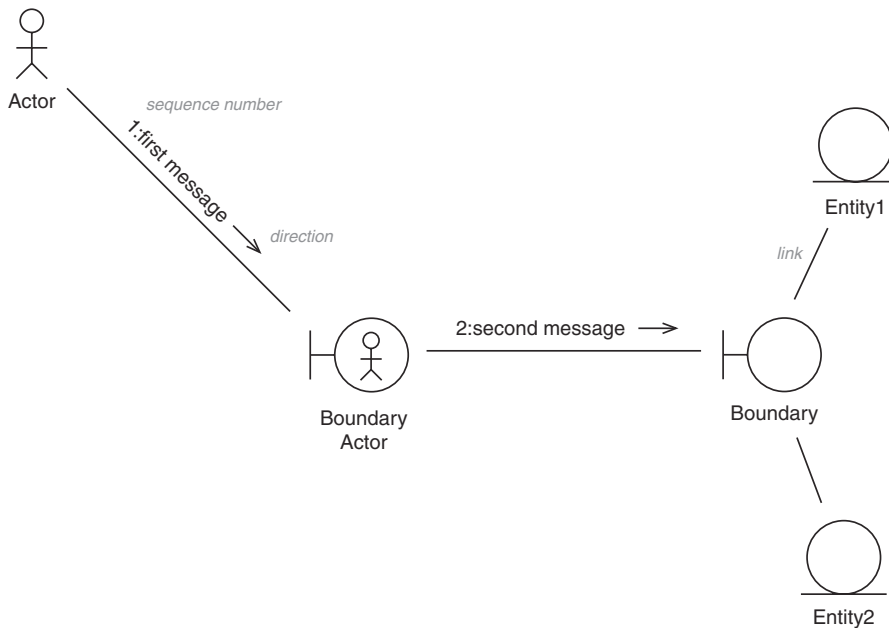 Actor
sequence number
1:first message
direction
Entity1
link
2:second message
Boundary
Actor
Boundary
Entity2